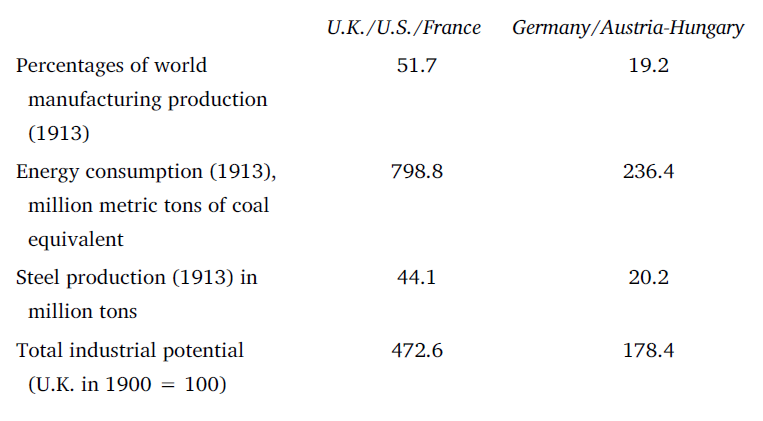 U.K./U.S./France Germany/Austria-Hungary
Percentages of world 51.7 19.2
manufacturing production
(1913)
Energy consumption (1913), 798.8 236.4
million metric tons of coal
equivalent
Steel production (1913) in 44.1 20.2
million tons
Total industrial potential 472.6 178.4
(U.K. in 1900 = 100)